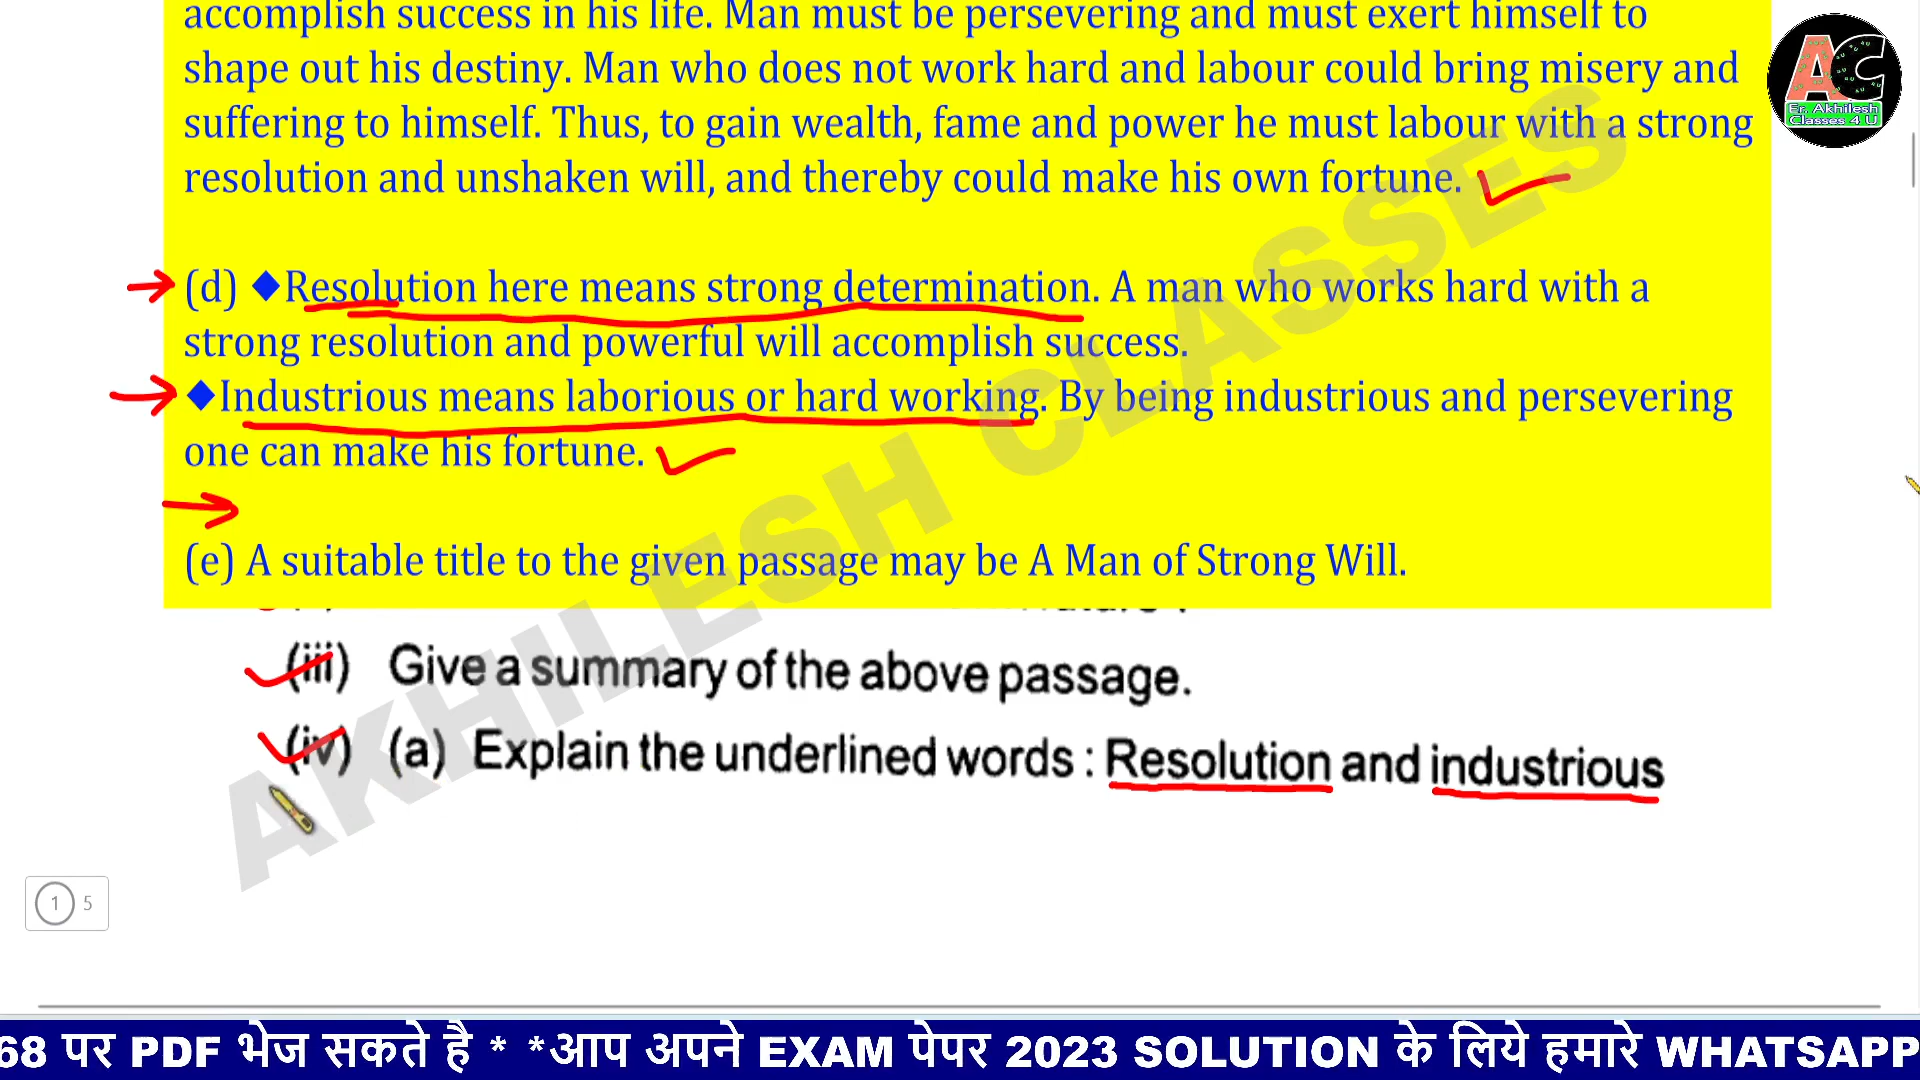 accomplish success in his life. Man must be persevering and must exert himself to
shape out his destiny. Man who does not work hard and labour could bring misery and
suffering to himself. Thus, to gain wealth, fame and power he must labour with a strong
resolution and unshaken will, and thereby could make his own fortune.
(d) ◆Resolution here means strong determination. A man who works hard with a
strong resolution and powerful will accomplish success.
◆Industrious means laborious or hard working. By being industrious and persevering
one can make his fortune.
(e) A suitable title to the given passage may be A Man of Strong Will.
(iii) Give a summary of the above passage.
(iv) (a) Explain the underlined words : Resolution and industrious
AKHILESH CLASSES
AC
Er. Akhilesh
Classes 4 U
1 5
68 पर PDF भेज सकते है * *आप अपने EXAM पेपर 2023 SOLUTION के लिये हमारे WHATSAPP